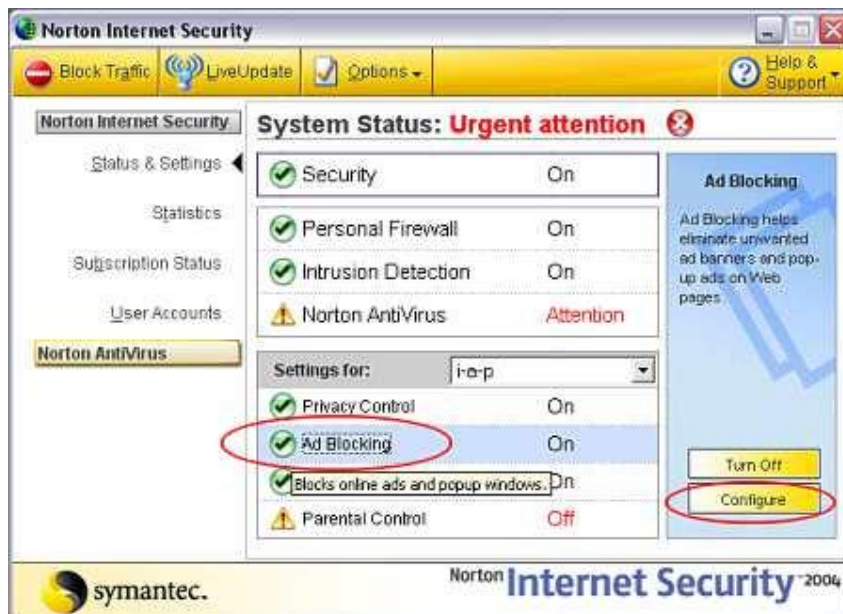 Norton Internet Security
Block Traffic LiveUpdate Options Help & Support
Norton Internet Security
Status & Settings
Statistics
Subscription Status
User Accounts
Norton AntiVirus
System Status: Urgent attention
Security On
Personal Firewall On
Intrusion Detection On
Norton AntiVirus Attention
Settings for: i-a-p
Privacy Control On
Ad Blocking On
Blocks online ads and popup windows. On
Parental Control Off
Ad Blocking
Ad Blocking helps
eliminate unwanted
ad banners and pop-
up ads on Web
pages
Turn Off
Configure
symantec.
Norton Internet Security 2004